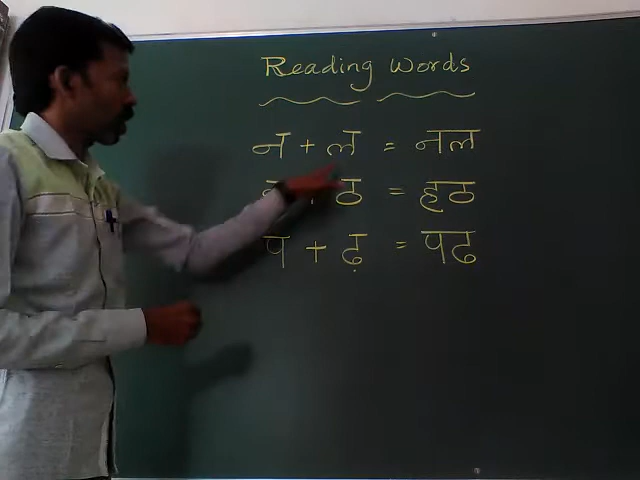 Reading Words
न + ल = नल
ठ = हठ
प + ढ़ = पढ